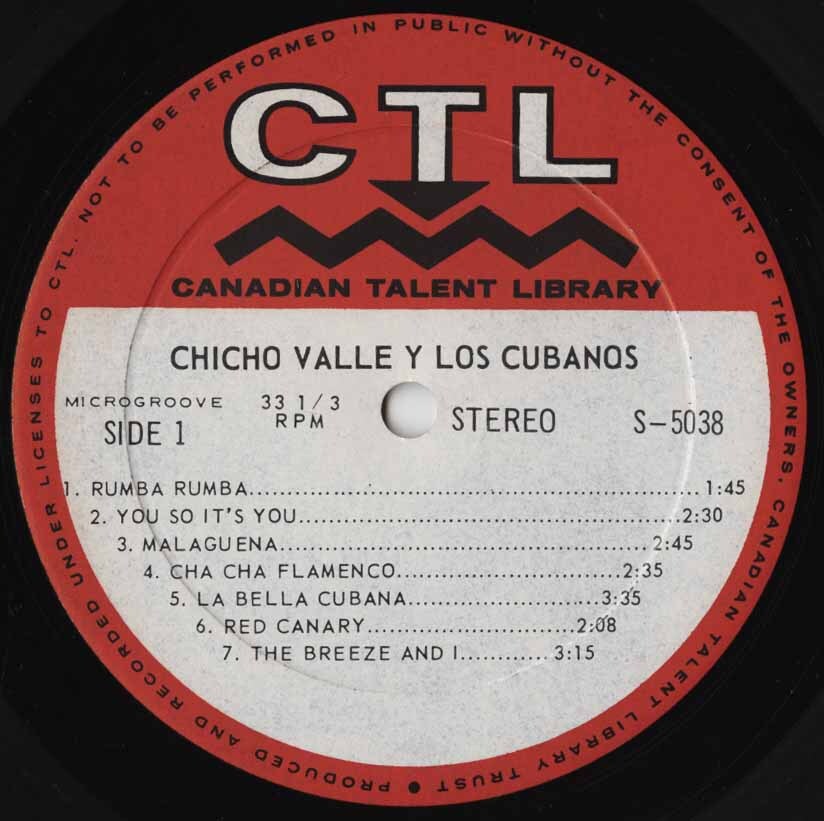 PRODUCED AND RECORDED UNDER LICENSES TO CTL. NOT TO BE PERFORMED IN PUBLIC WITHOUT THE CONSENT OF THE OWNERS, CANADIAN TALENT LIBRARY TRUST ●
CTL
CANADIAN TALENT LIBRARY
CHICHO VALLE Y LOS CUBANOS
MICROGROOVE 33 1/3
RPM
SIDE 1 STEREO S-5038
1. RUMBA RUMBA 1:45
2. YOU SO IT'S YOU 2:30
3. MALAGUENA 2:45
4. CHA CHA FLAMENCO 2:35
5. LA BELLA CUBANA 3:35
6. RED CANARY 2:08
7. THE BREEZE AND I 3:15